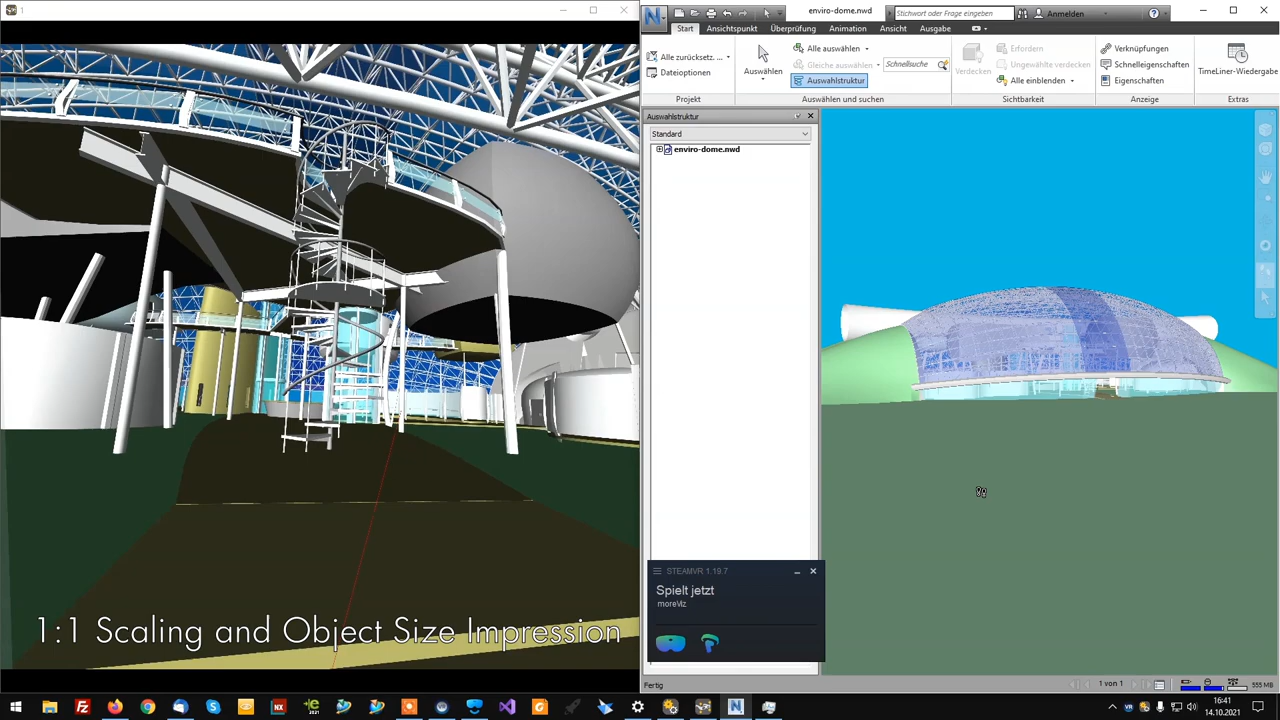 1
enviro-dome.nwd
Stichwort oder Frage eingeben
Anmelden
Start
Ansichtspunkt
Überprüfung
Animation
Ansicht
Ausgabe
Alle zurücksetz. ...
Dateioptionen
Auswählen
Alle auswählen
Gleiche auswählen
Auswahlstruktur
Schnellsuche
Verdecken
Erfordern
Ungewählte verdecken
Alle einblenden
Verknüpfungen
Schnelleigenschaften
Eigenschaften
TimeLiner-Wiedergabe
Projekt
Auswählen und suchen
Sichtbarkeit
Anzeige
Extras
Auswahlstruktur
Standard
enviro-dome.nwd
STEAMVR 1.19.7
Spielt jetzt
moreViz
1:1 Scaling and Object Size Impression
Fertig
1 von 1
555 MB
16:41
14.10.2021